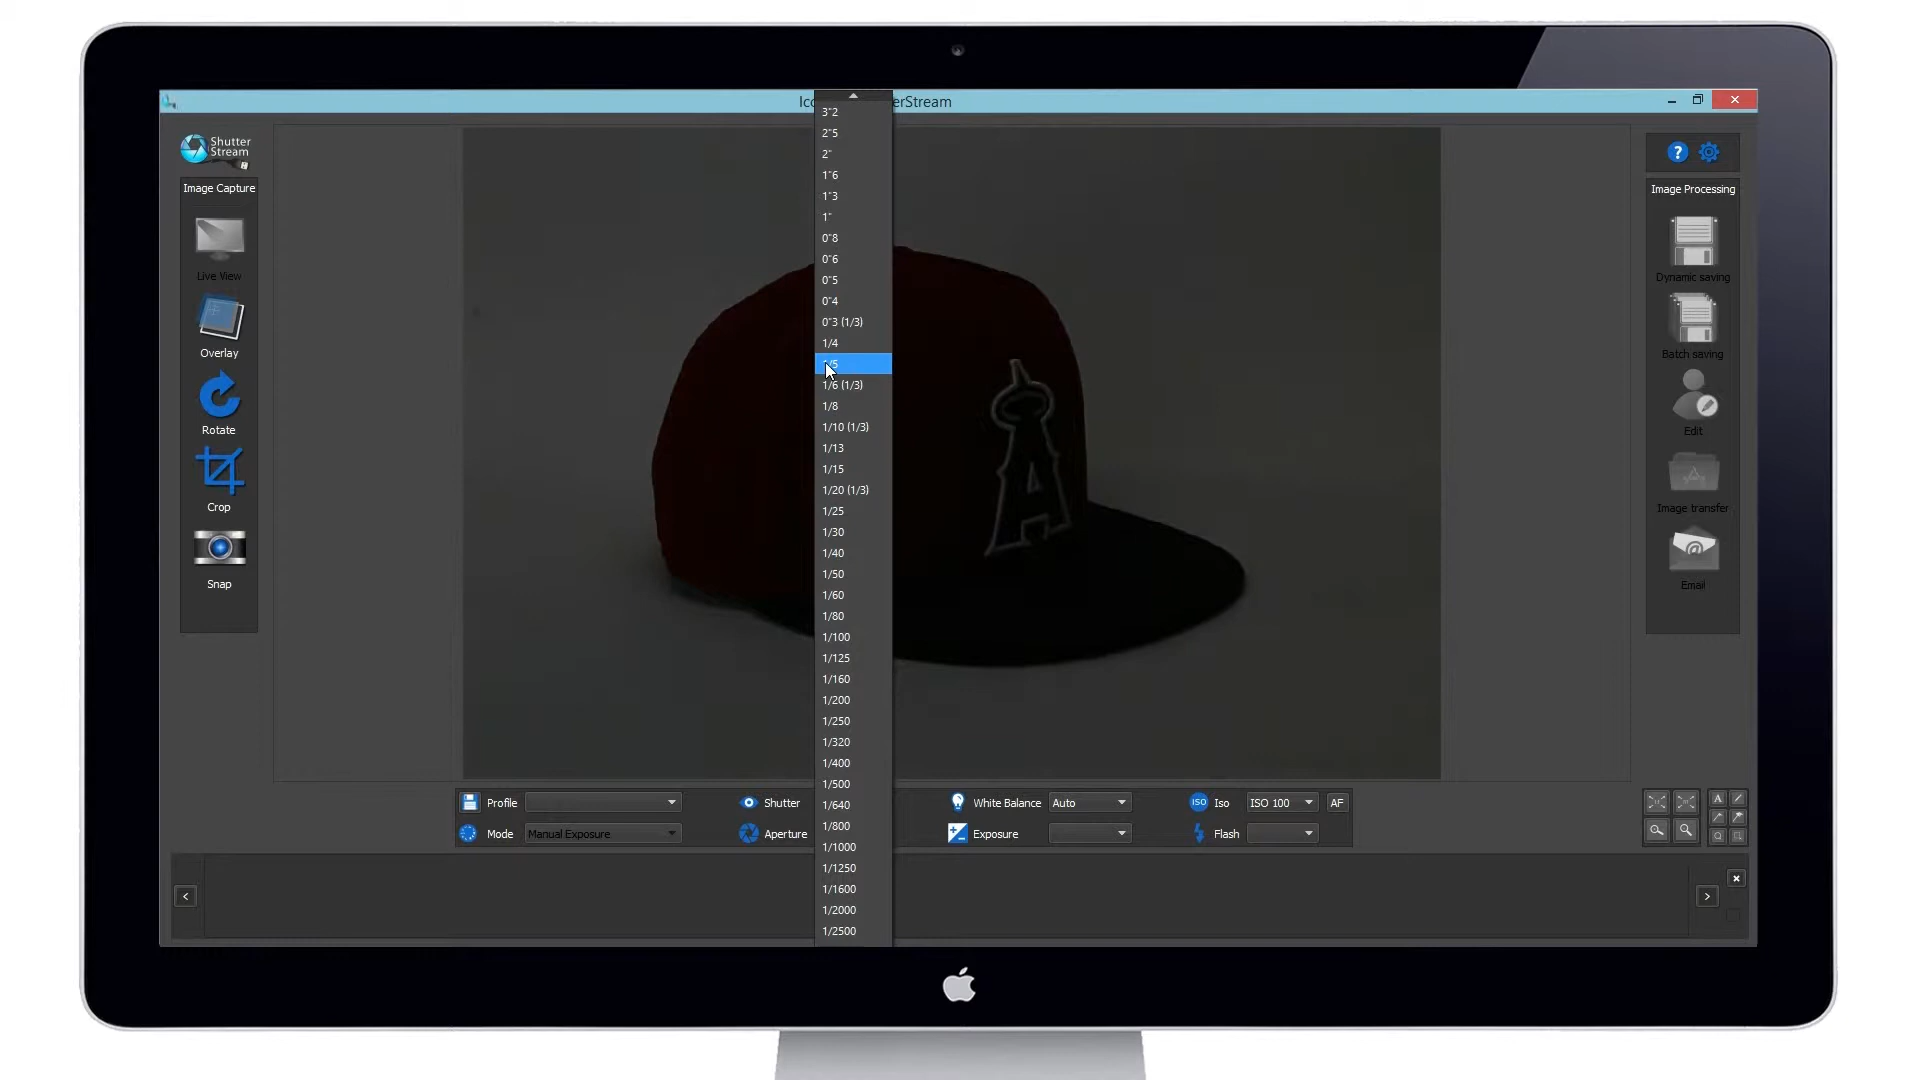 Ico erStream
Shutter
Stream
Image Capture
Live View
Overlay
Rotate
Crop
Snap
3"2
2"5
2"
1"6
1"3
1"
0"8
0"6
0"5
0"4
0"3 (1/3)
1/4
1/5
1/6 (1/3)
1/8
1/10 (1/3)
1/13
1/15
1/20 (1/3)
1/25
1/30
1/40
1/50
1/60
1/80
1/100
1/125
1/160
1/200
1/250
1/320
1/400
1/500
1/640
1/800
1/1000
1/1250
1/1600
1/2000
1/2500
A
?
Image Processing
Dynamic saving
Batch saving
Edit
Image transfer
Email
Profile
Shutter
White Balance Auto
ISO Iso ISO 100 AF
Mode Manual Exposure
Aperture
Exposure
Flash
A